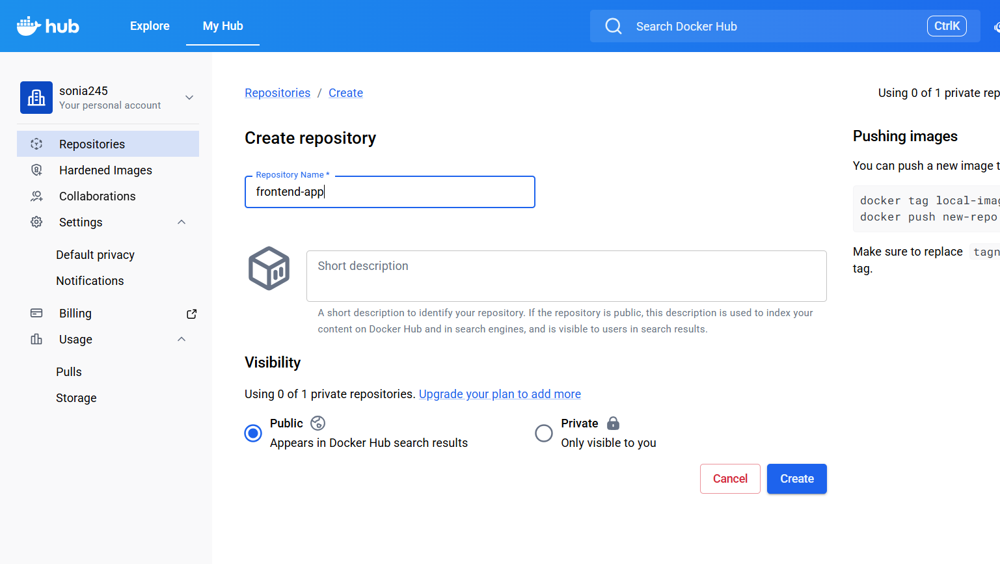 hub
Explore
My Hub
Search Docker Hub
CtrlK
sonia245
Your personal account
Repositories
Hardened Images
Collaborations
Settings
Default privacy
Notifications
Billing
Usage
Pulls
Storage
Repositories / Create
Using 0 of 1 private rep
Create repository
Repository Name *
frontend-app
Short description
A short description to identify your repository. If the repository is public, this description is used to index your
content on Docker Hub and in search engines, and is visible to users in search results.
Visibility
Using 0 of 1 private repositories. Upgrade your plan to add more
Public
Appears in Docker Hub search results
Private
Only visible to you
Cancel
Create
Pushing images
You can push a new image t
docker tag local-imag
docker push new-repo
Make sure to replace tagn
tag.